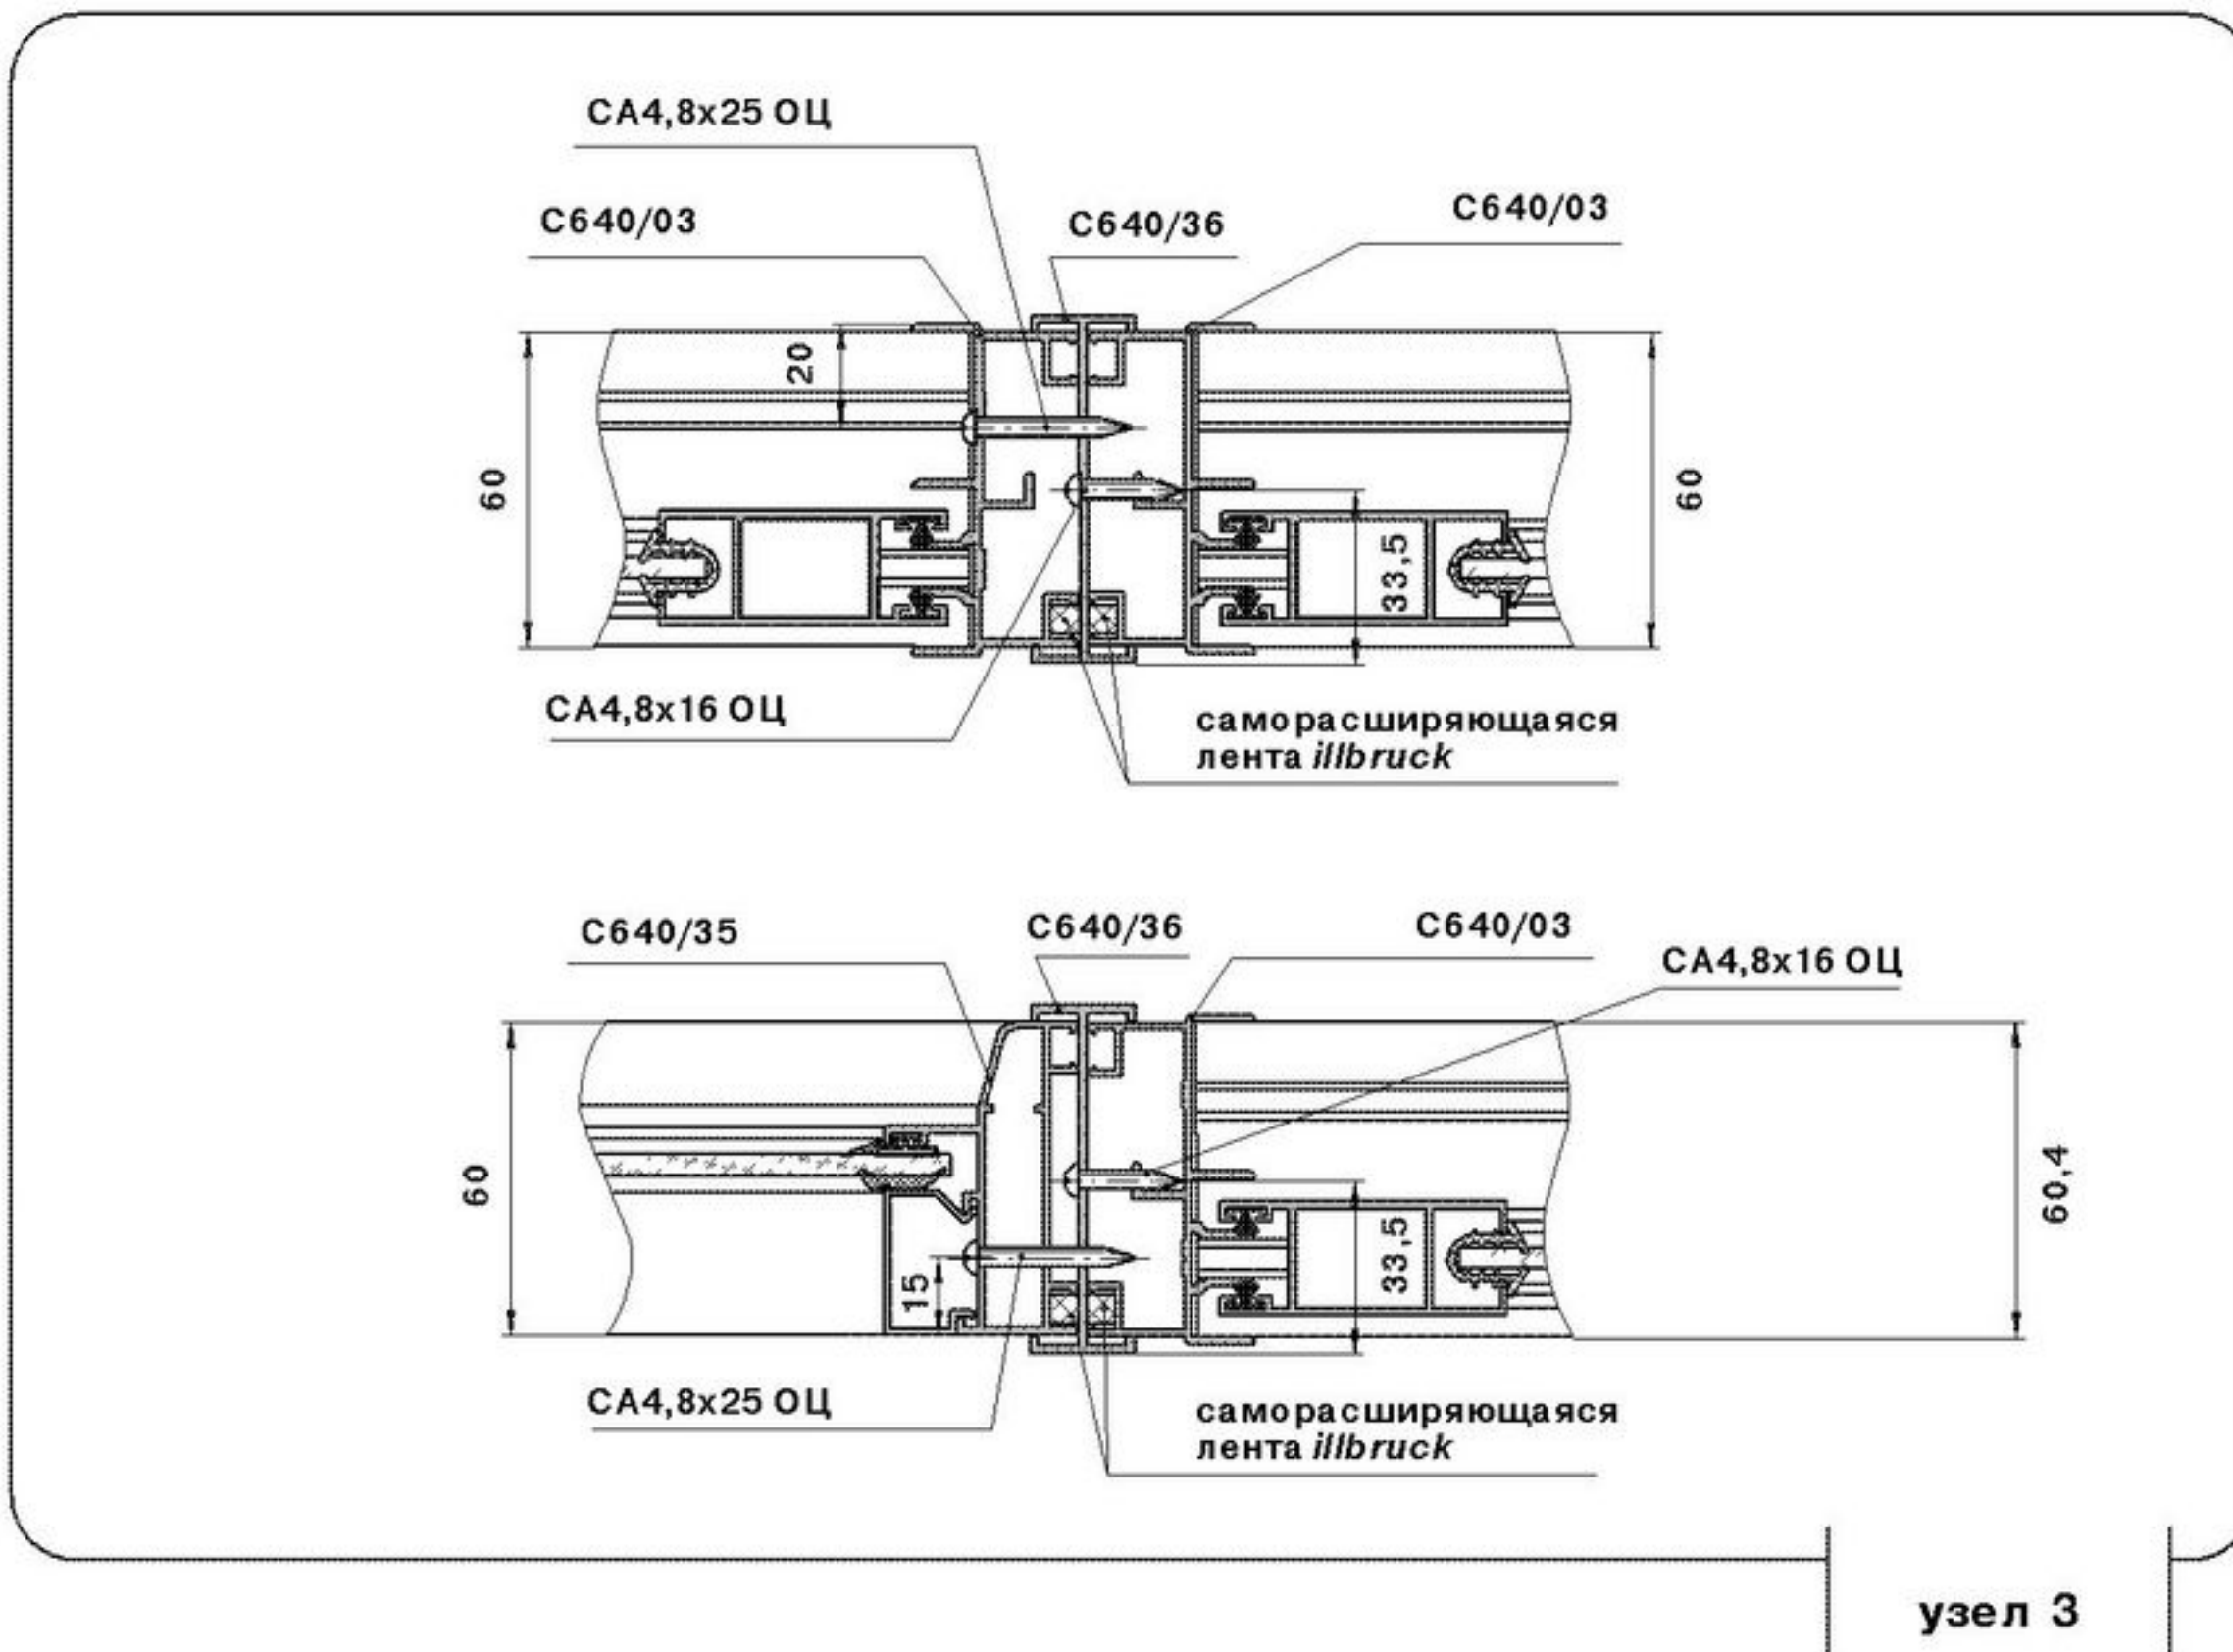 СА4,8х25 ОЦ
С640/03
С640/36
С640/03
20
60
60
33,5
СА4,8х16 ОЦ
саморасширяющаяся
лента illbruck
С640/35
С640/36
С640/03
СА4,8х16 ОЦ
60
60,4
33,5
15
СА4,8х25 ОЦ
саморасширяющаяся
лента illbruck
узел 3